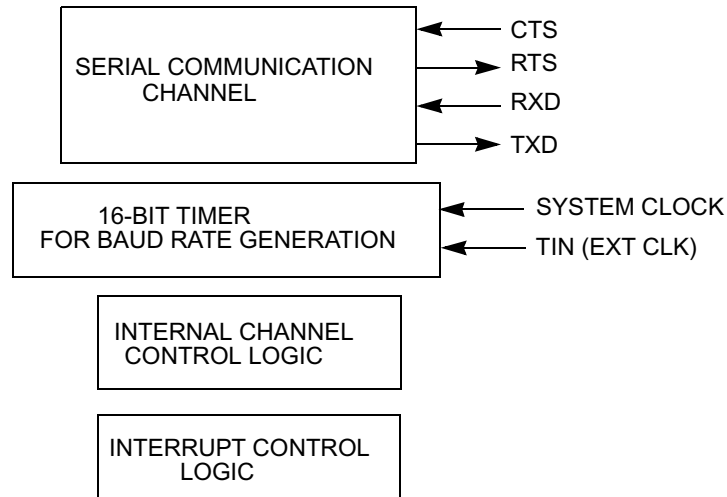 SERIAL COMMUNICATION
CHANNEL
CTS
RTS
RXD
TXD
16-BIT TIMER
FOR BAUD RATE GENERATION
SYSTEM CLOCK
TIN (EXT CLK)
INTERNAL CHANNEL
CONTROL LOGIC
INTERRUPT CONTROL
LOGIC